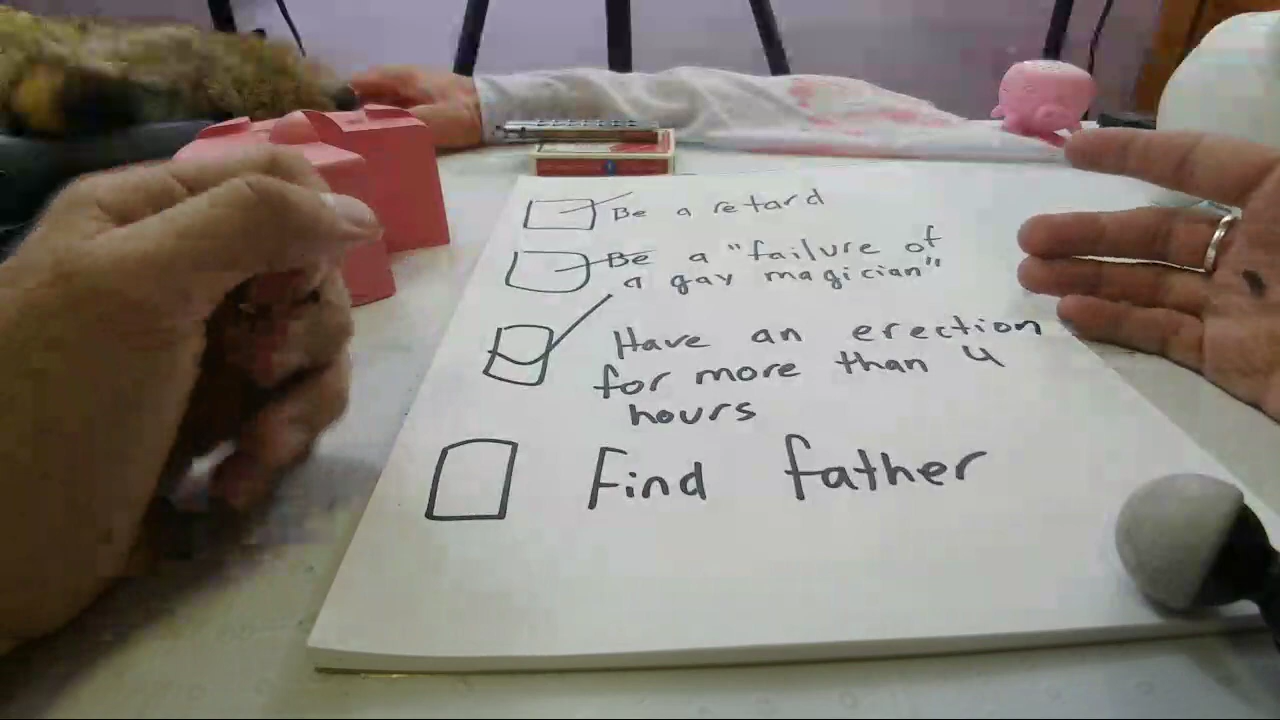 Be a retard
Be a "failure of
a gay magician"
Have an erection
for more than 4
hours
Find father